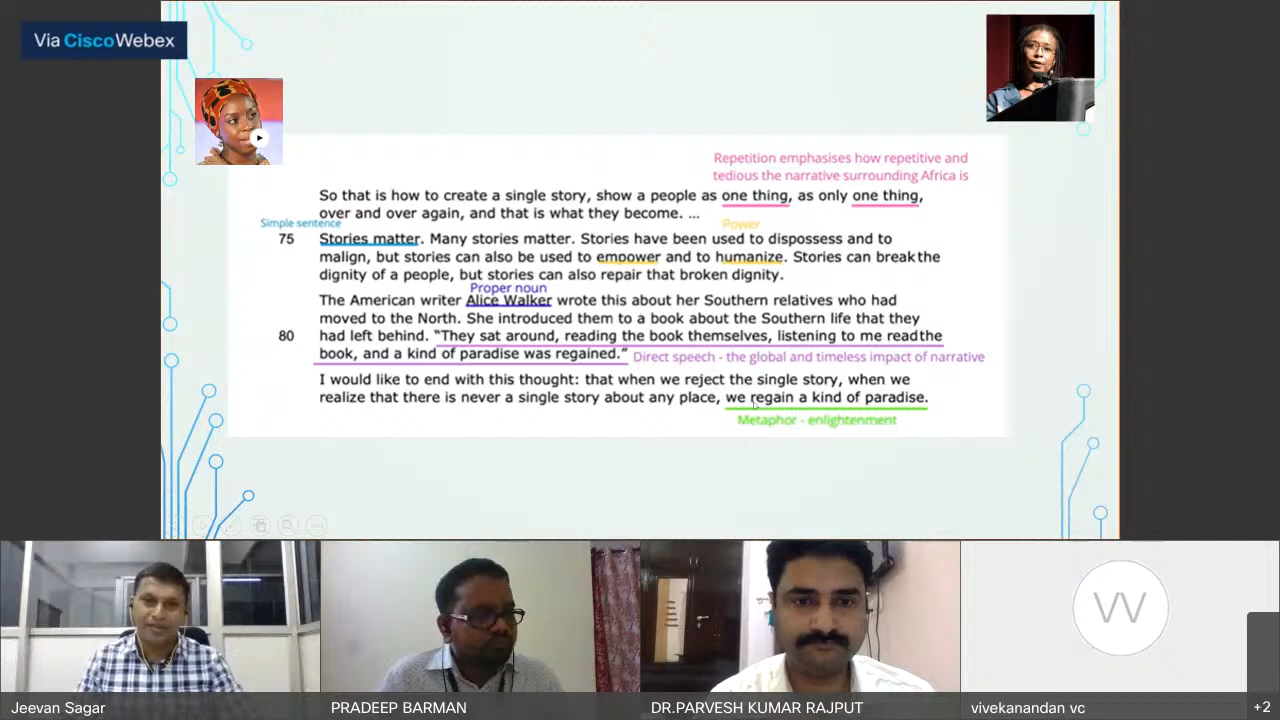 Via CiscoWebex
Repetition emphasises how repetitive and
tedious the narrative surrounding Africa is
So that is how to create a single story, show a people as one thing, as only one thing,
over and over again, and that is what they become. ...
Simple sentence
Power
75 Stories matter. Many stories matter. Stories have been used to dispossess and to
malign, but stories can also be used to empower and to humanize. Stories can break the
dignity of a people, but stories can also repair that broken dignity.
Proper noun
The American writer Alice Walker wrote this about her Southern relatives who had
moved to the North. She introduced them to a book about the Southern life that they
80 had left behind. “They sat around, reading the book themselves, listening to me read the
book, and a kind of paradise was regained.”
Direct speech - the global and timeless impact of narrative
I would like to end with this thought: that when we reject the single story, when we
realize that there is never a single story about any place, we regain a kind of paradise.
Metaphor - enlightenment
VV
Jeevan Sagar
PRADEEP BARMAN
DR.PARVESH KUMAR RAJPUT
vivekanandan vc
+2